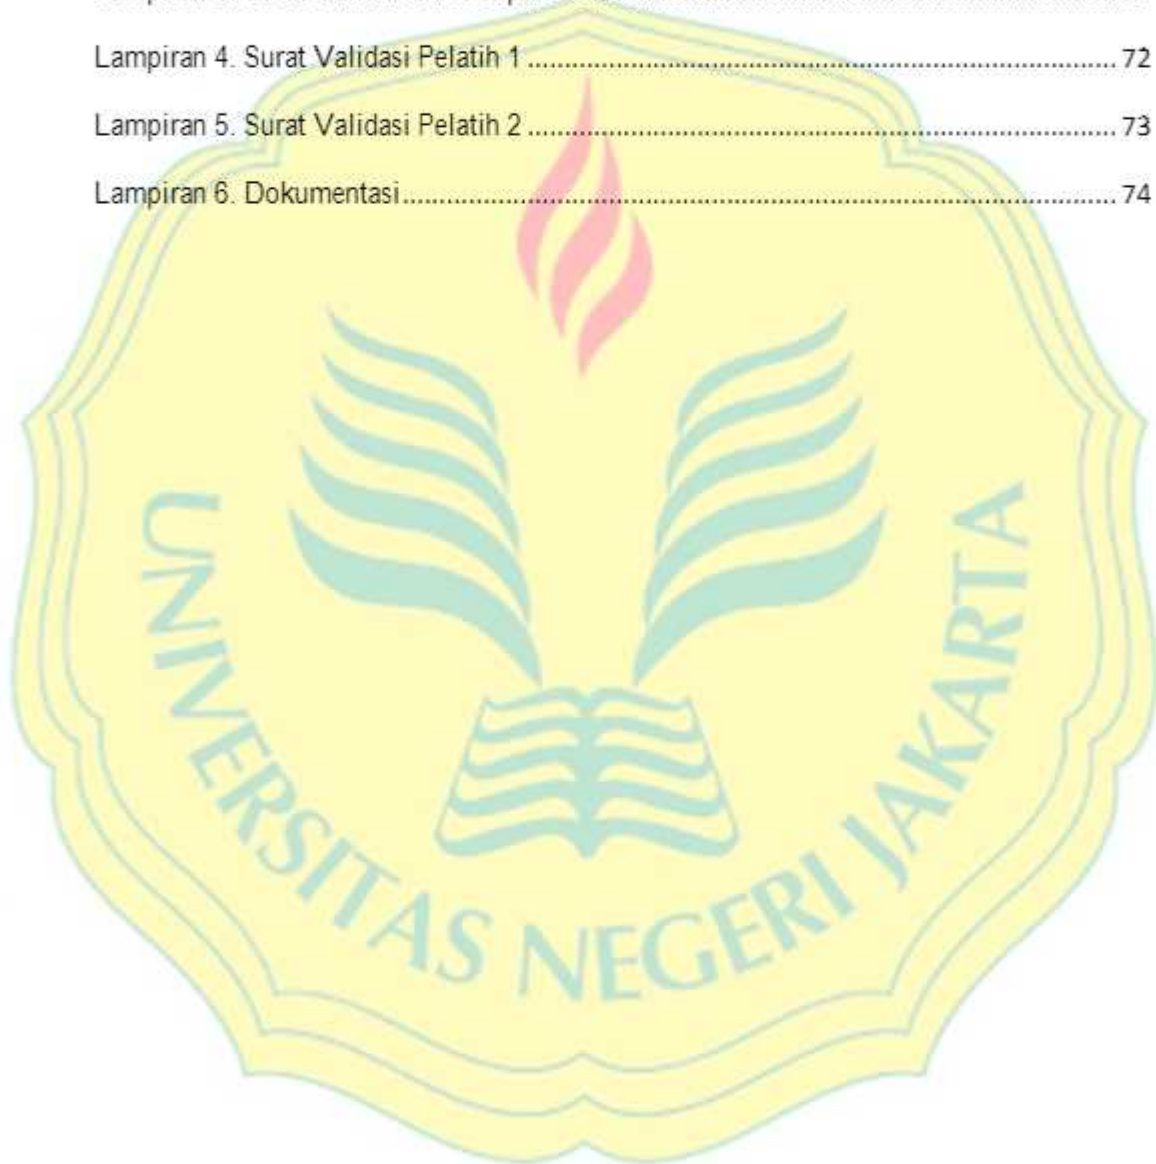 Lampiran 4. Surat Validasi Pelatih 1 ........................................................................ 72
Lampiran 5. Surat Validasi Pelatih 2 ........................................................................ 73
Lampiran 6. Dokumentasi ........................................................................ 74
UNIVERSITAS NEGERI JAKARTA